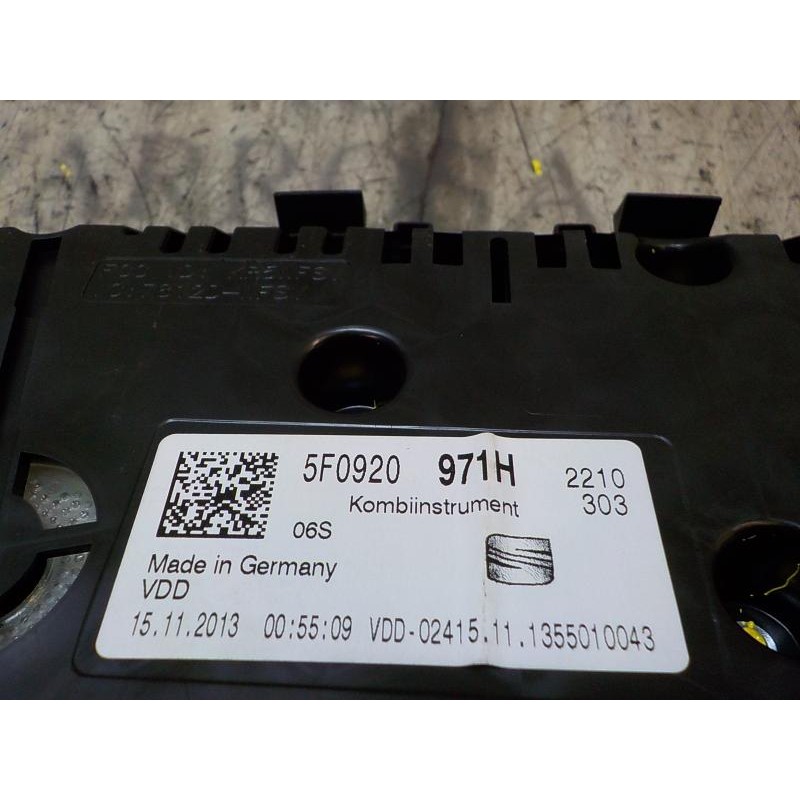 5F0920 971H 2210
Kombiinstrument 303
06S
Made in Germany
VDD
15.11.2013 00:55:09 VDD-02415.11.1355010043